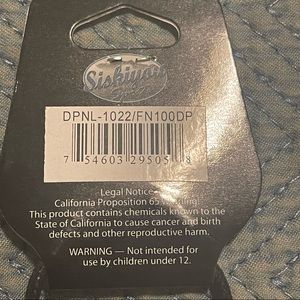 Siskiyou
DPNL-1022/FN100DP
7 54603 29505 8
Legal Notice
California Proposition 65 Warning!
This product contains chemicals known to the
State of California to cause cancer and birth
defects and other reproductive harm.
WARNING — Not intended for
use by children under 12.